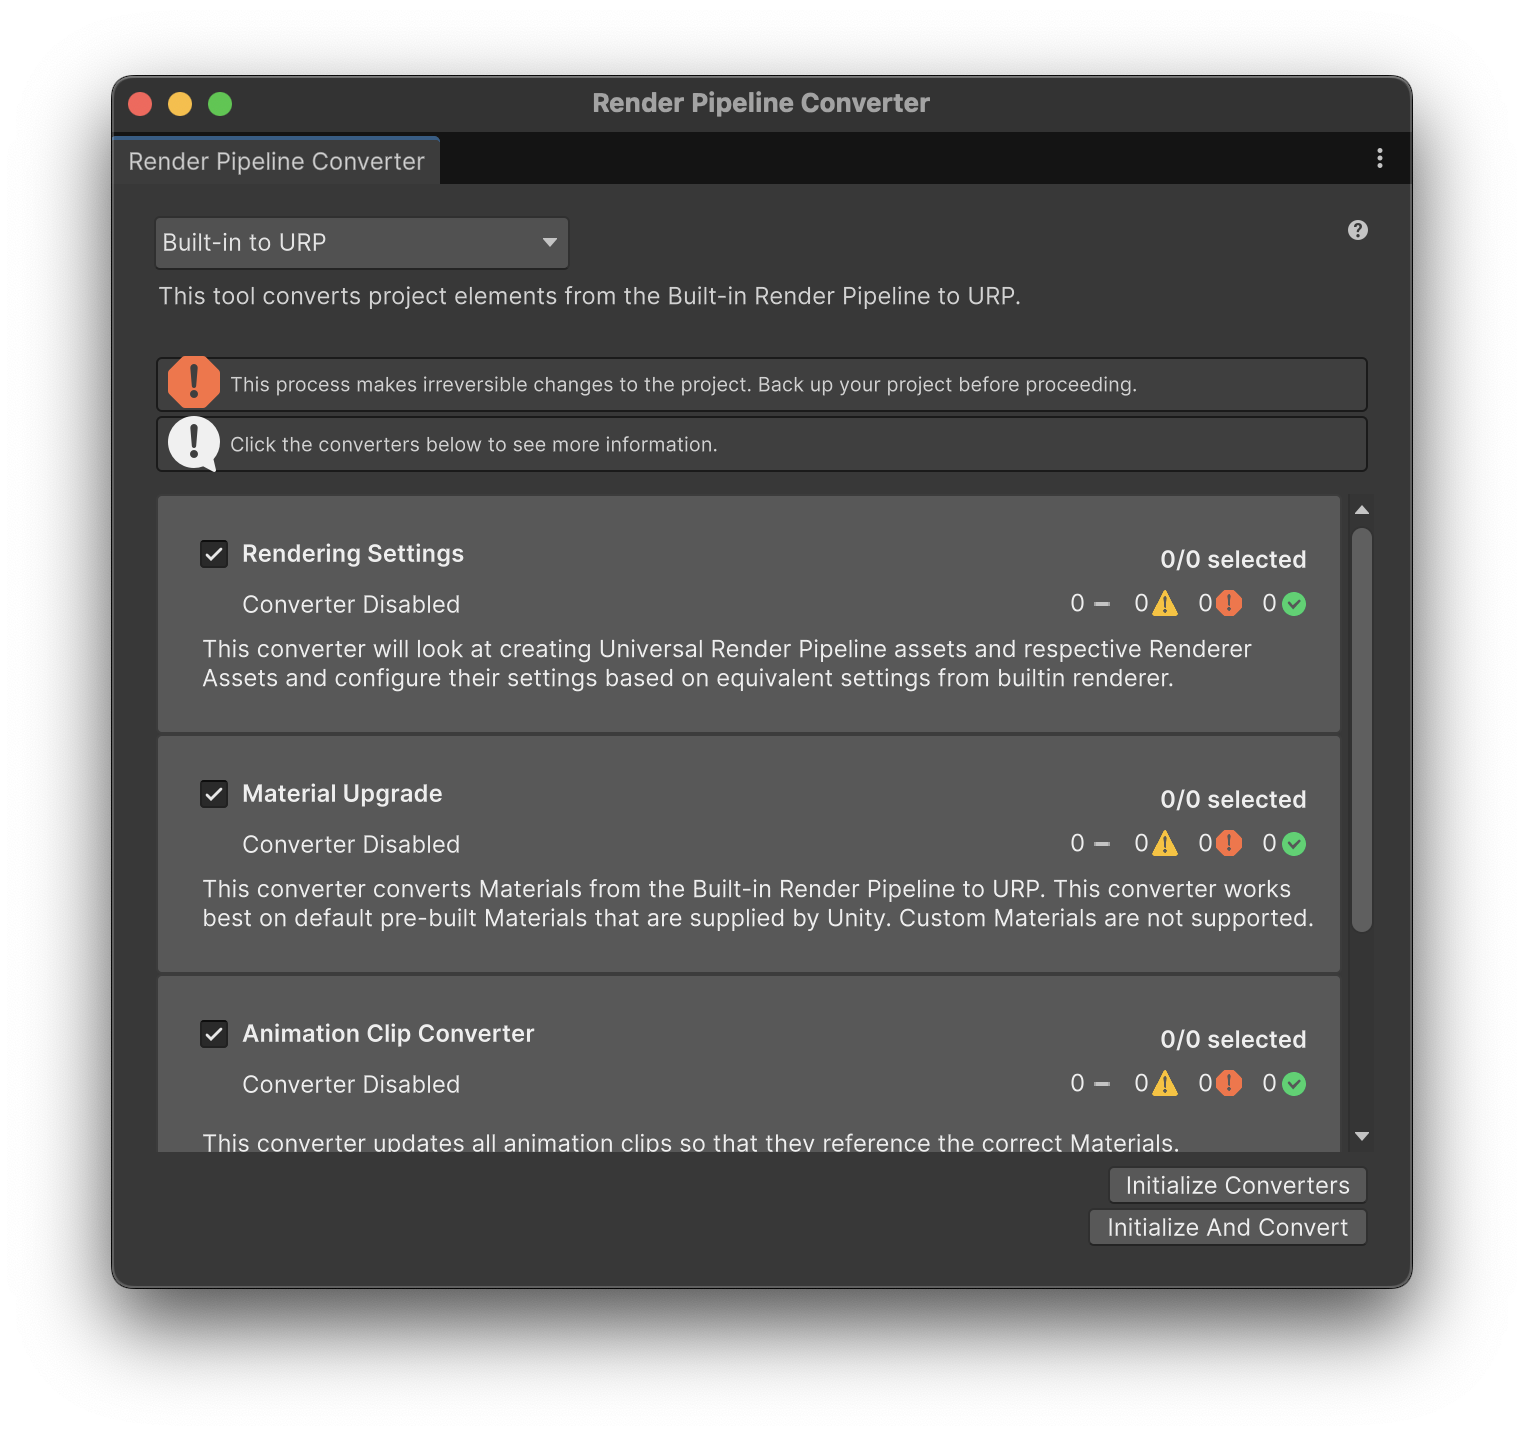 Render Pipeline Converter
Render Pipeline Converter
Built-in to URP
This tool converts project elements from the Built-in Render Pipeline to URP.
This process makes irreversible changes to the project. Back up your project before proceeding.
Click the converters below to see more information.
Rendering Settings
0/0 selected
Converter Disabled
0 0 0 0
This converter will look at creating Universal Render Pipeline assets and respective Renderer
Assets and configure their settings based on equivalent settings from builtin renderer.
Material Upgrade
0/0 selected
Converter Disabled
0 0 0 0
This converter converts Materials from the Built-in Render Pipeline to URP. This converter works
best on default pre-built Materials that are supplied by Unity. Custom Materials are not supported.
Animation Clip Converter
0/0 selected
Converter Disabled
0 0 0 0
This converter updates all animation clips so that they reference the correct Materials.
Initialize Converters
Initialize And Convert